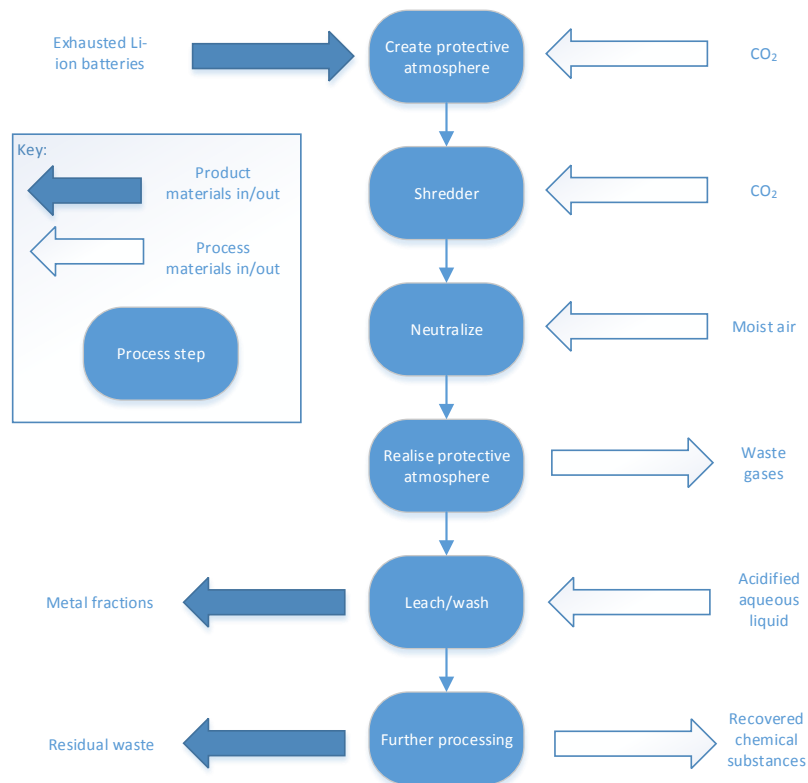 Exhausted Li-
ion batteries
Create protective
atmosphere
CO₂
Key:
Product
materials in/out
Process
materials in/out
Process step
Shredder
CO₂
Neutralize
Moist air
Realise protective
atmosphere
Waste
gases
Metal fractions
Leach/wash
Acidified
aqueous
liquid
Residual waste
Further processing
Recovered
chemical
substances